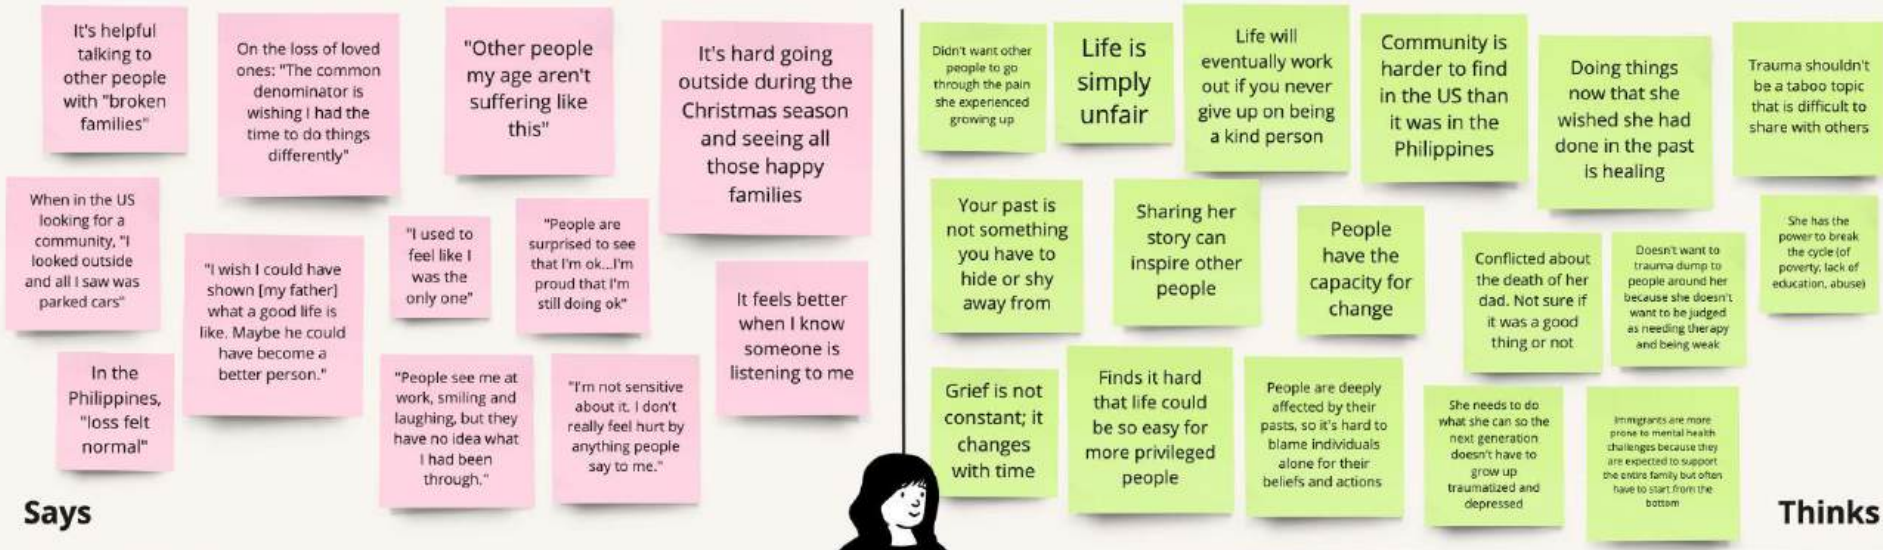 It's helpful
talking to
other people
with "broken
families"
On the loss of loved
ones: "The common
denominator is
wishing I had the
time to do things
differently"
"Other people
my age aren't
suffering like
this"
It's hard going
outside during the
Christmas season
and seeing all
those happy
families
When in the US
looking for a
community, "I
looked outside
and all I saw was
parked cars"
"I wish I could have
shown [my father]
what a good life is
like. Maybe he could
have become a
better person."
"I used to
feel like I
was the
only one"
"People are
surprised to see
that I'm ok...I'm
proud that I'm
still doing ok"
It feels better
when I know
someone is
listening to me
In the
Philippines,
"loss felt
normal"
"People see me at
work, smiling and
laughing, but they
have no idea what
I had been
through."
"I'm not sensitive
about it. I don't
really feel hurt by
anything people
say to me."
Says
Didn't want other
people to go
through the pain
she experienced
growing up
Life is
simply
unfair
Life will
eventually work
out if you never
give up on being
a kind person
Community is
harder to find
in the US than
it was in the
Philippines
Doing things
now that she
wished she had
done in the past
is healing
Trauma shouldn't
be a taboo topic
that is difficult to
share with others
Your past is
not something
you have to
hide or shy
away from
Sharing her
story can
inspire other
people
People
have the
capacity for
change
Conflicted about
the death of her
dad. Not sure if
it was a good
thing or not
Doesn't want to
trauma dump to
people around her
because she doesn't
want to be judged
as needing therapy
and being weak
She has the
power to break
the cycle (of
poverty, lack of
education, abuse)
Grief is not
constant; it
changes
with time
Finds it hard
that life could
be so easy for
more privileged
people
People are deeply
affected by their
pasts, so it's hard to
blame individuals
alone for their
beliefs and actions
She needs to do
what she can so the
next generation
doesn't have to
grow up
traumatized and
depressed
Immigrants are more
prone to mental health
challenges because they
are expected to support
the entire family but often
have to start from the
bottom
Thinks